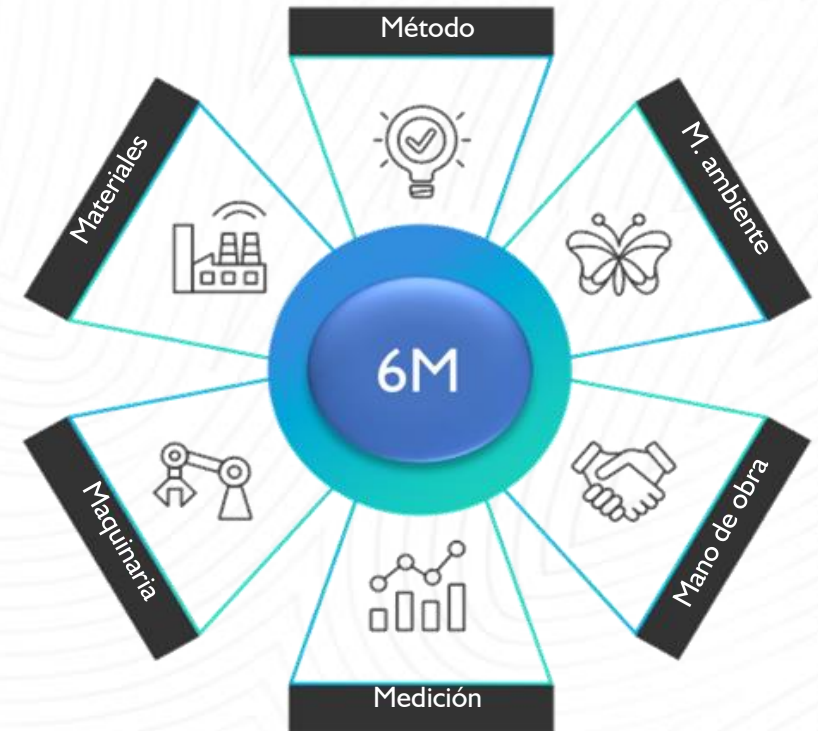 Método
Materiales
M. ambiente
6M
Maquinaria
Mano de obra
Medición